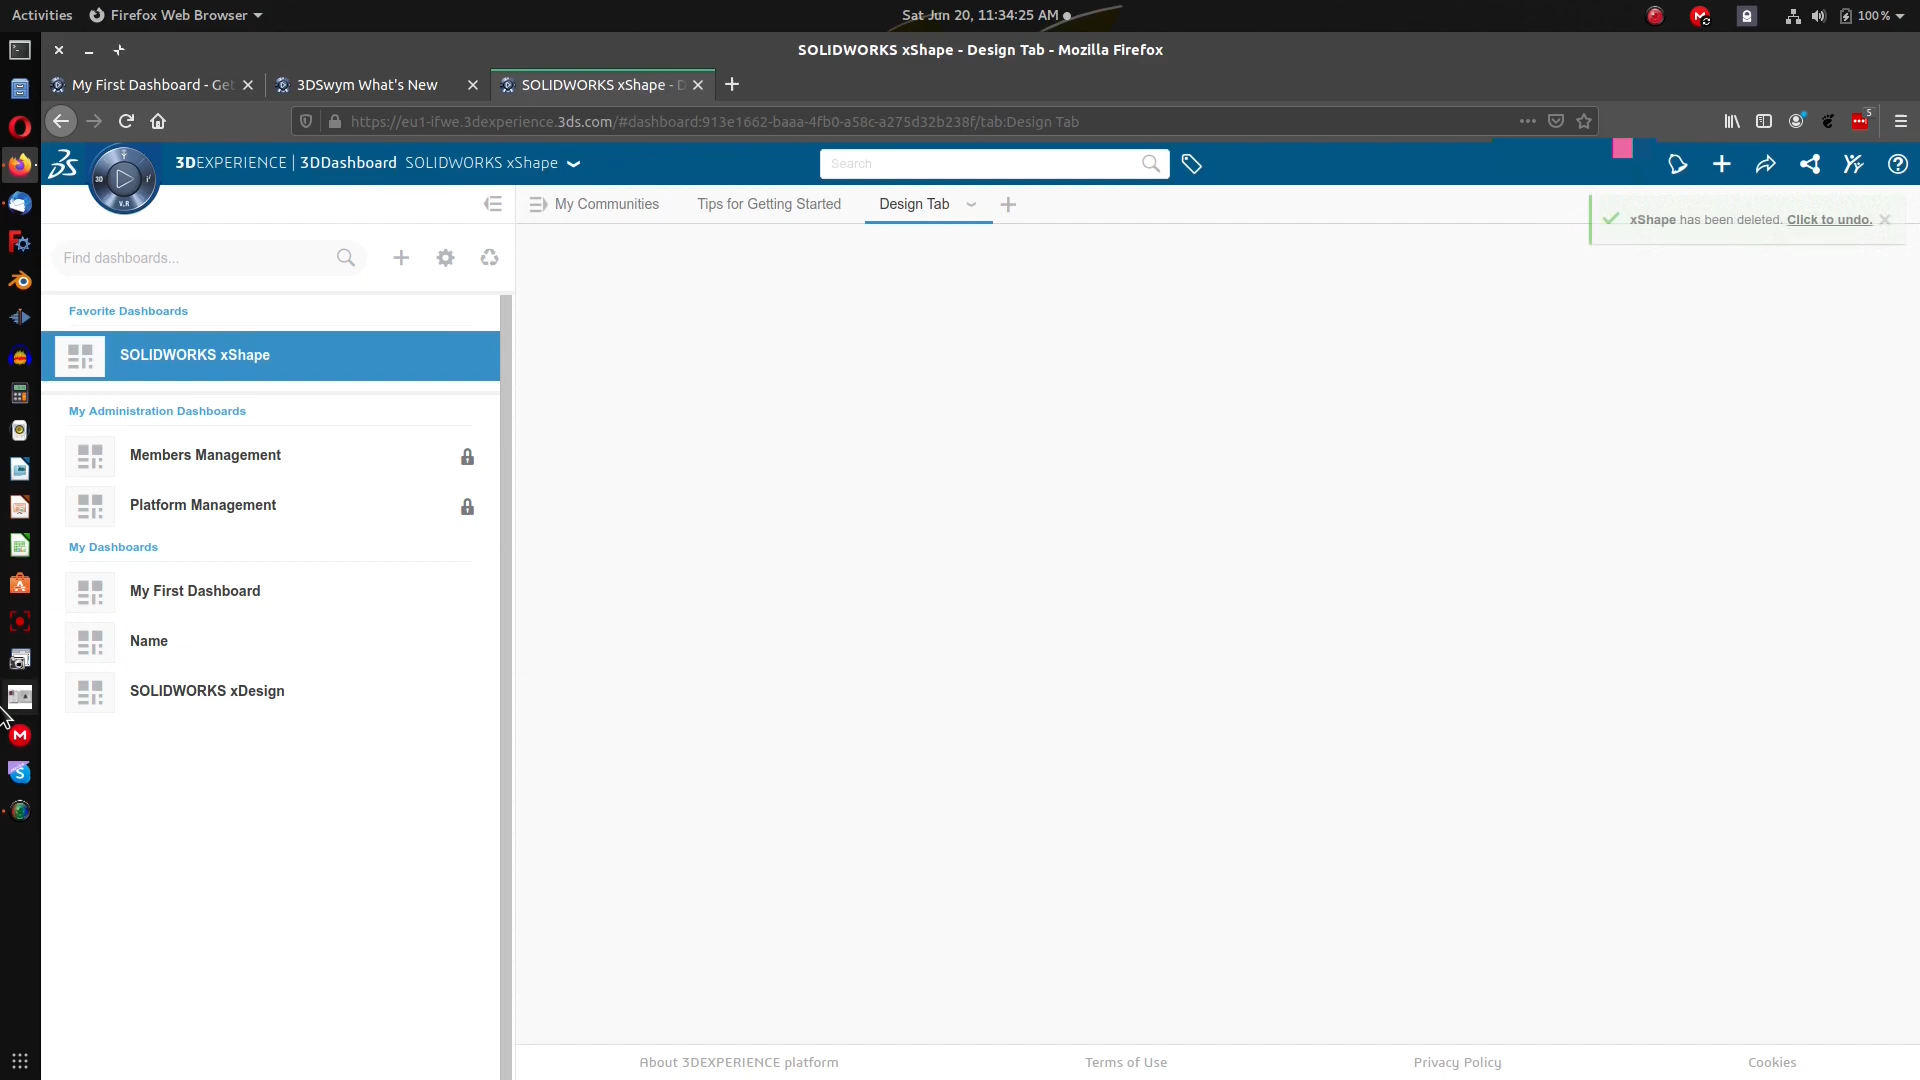 Activities
Firefox Web Browser
Sat Jun 20, 11:34:25 AM
100 %
SOLIDWORKS xShape - Design Tab - Mozilla Firefox
My First Dashboard - Get
3DSwym What's New
SOLIDWORKS xShape - D
https://eu1-ifwe.3dexperience.3ds.com/#dashboard:913e1662-baaa-4fb0-a58c-a275d32b238f/tab:Design Tab
5
3DEXPERIENCE | 3DDashboard SOLIDWORKS xShape
Search
3D
V.R
My Communities
Tips for Getting Started
Design Tab
xShape has been deleted. Click to undo.
Find dashboards...
Favorite Dashboards
SOLIDWORKS xShape
My Administration Dashboards
Members Management
Platform Management
My Dashboards
My First Dashboard
Name
SOLIDWORKS xDesign
About 3DEXPERIENCE platform
Terms of Use
Privacy Policy
Cookies